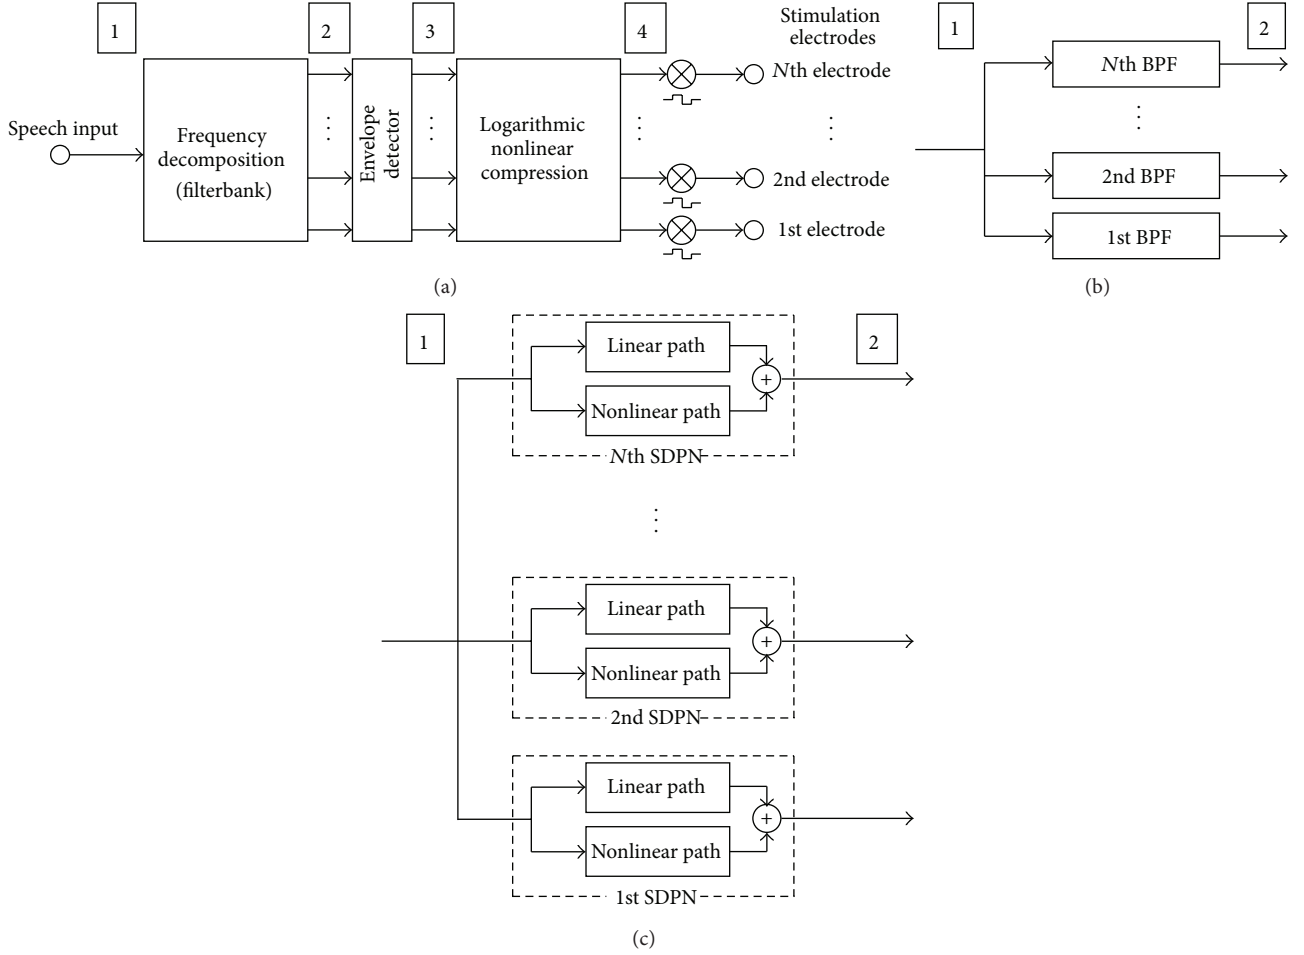 1
2
3
4
Stimulation
electrodes
Speech input
Frequency
decomposition
(filterbank)
Envelope
detector
Logarithmic
nonlinear
compression
Nth electrode
2nd electrode
1st electrode
(a)
1
2
Nth BPF
2nd BPF
1st BPF
(b)
1
2
Linear path
Nonlinear path
+
Nth SDPN
Linear path
Nonlinear path
+
2nd SDPN
Linear path
Nonlinear path
+
1st SDPN
(c)